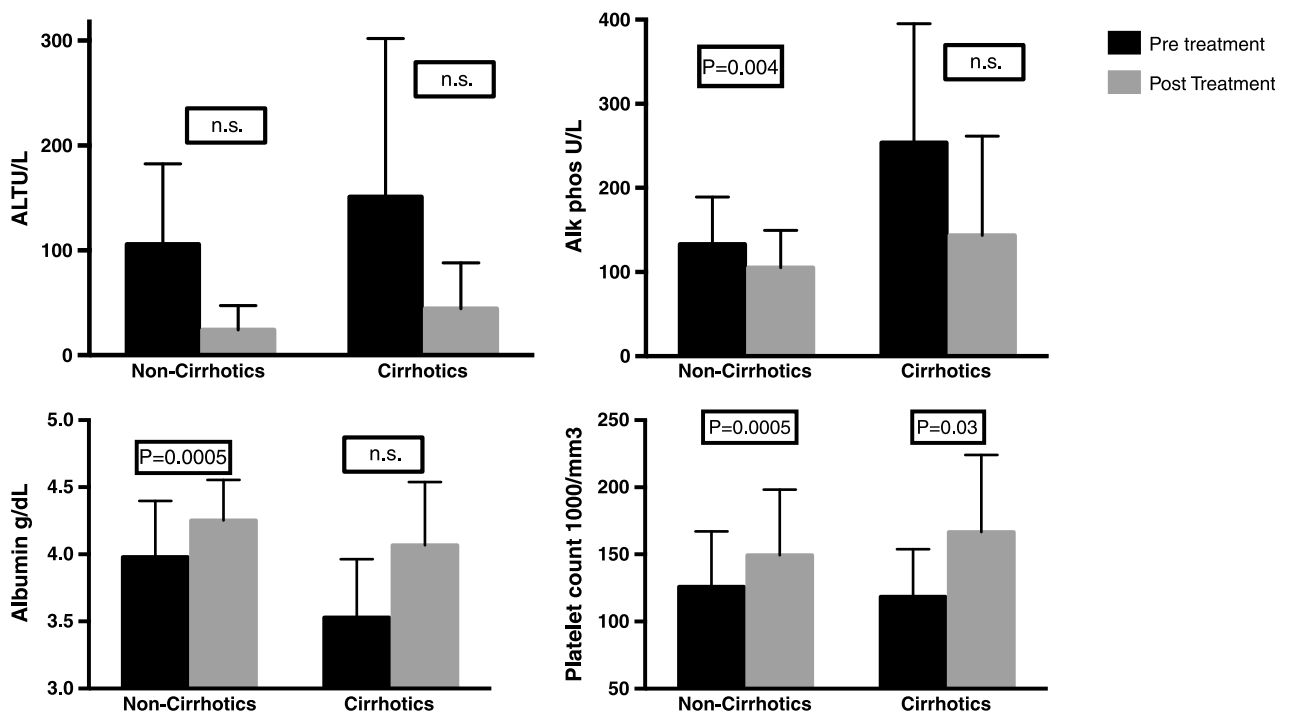 ALTU/L
300
200
100
0
n.s.
n.s.
Non-Cirrhotics
Cirrhotics
Alk phos U/L
400
300
200
100
0
P=0.004
n.s.
Non-Cirrhotics
Cirrhotics
Pre treatment
Post Treatment
Albumin g/dL
5.0
4.5
4.0
3.5
3.0
P=0.0005
n.s.
Non-Cirrhotics
Cirrhotics
Platelet count 1000/mm3
250
200
150
100
50
P=0.0005
P=0.03
Non-Cirrhotics
Cirrhotics